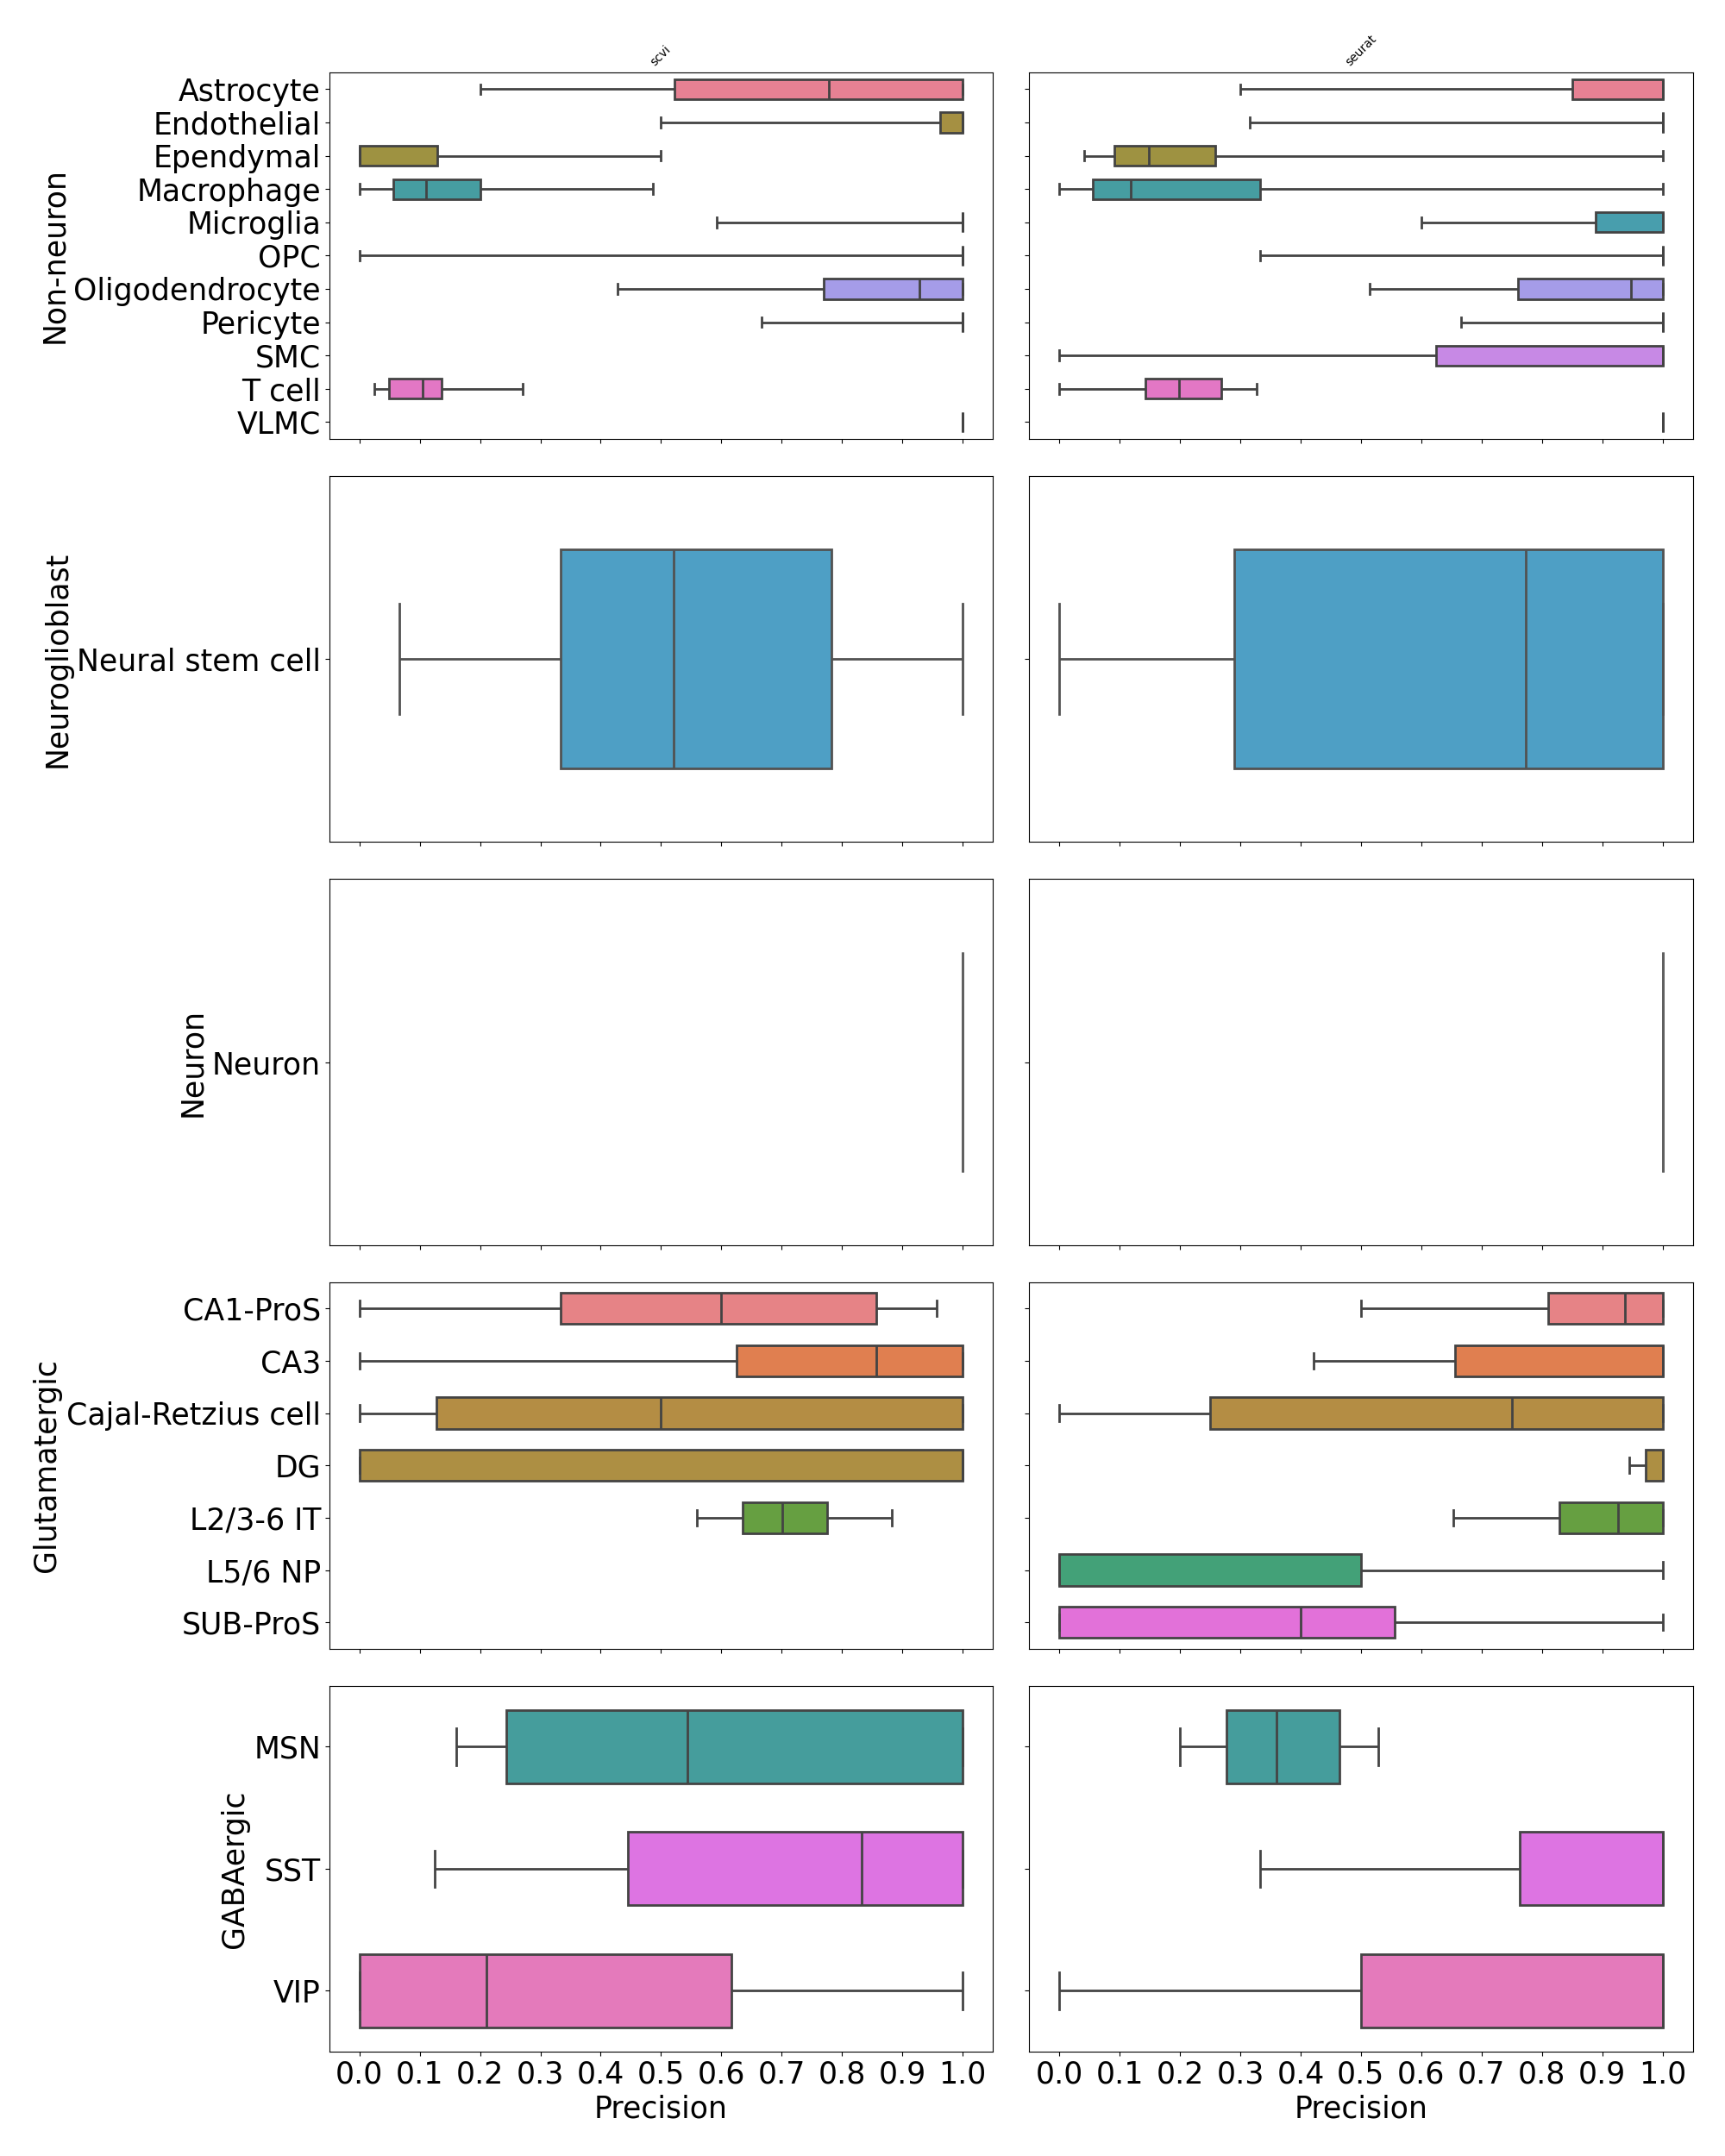 scvi
seurat
Non-neuron
Astrocyte
Endothelial
Ependymal
Macrophage
Microglia
OPC
Oligodendrocyte
Pericyte
SMC
T cell
VLMC
Neuroglioblast
Neural stem cell
Neuron
Neuron
Glutamatergic
CA1-ProS
CA3
Cajal-Retzius cell
DG
L2/3-6 IT
L5/6 NP
SUB-ProS
GABAergic
MSN
SST
VIP
0.0 0.1 0.2 0.3 0.4 0.5 0.6 0.7 0.8 0.9 1.0
0.0 0.1 0.2 0.3 0.4 0.5 0.6 0.7 0.8 0.9 1.0
Precision
Precision